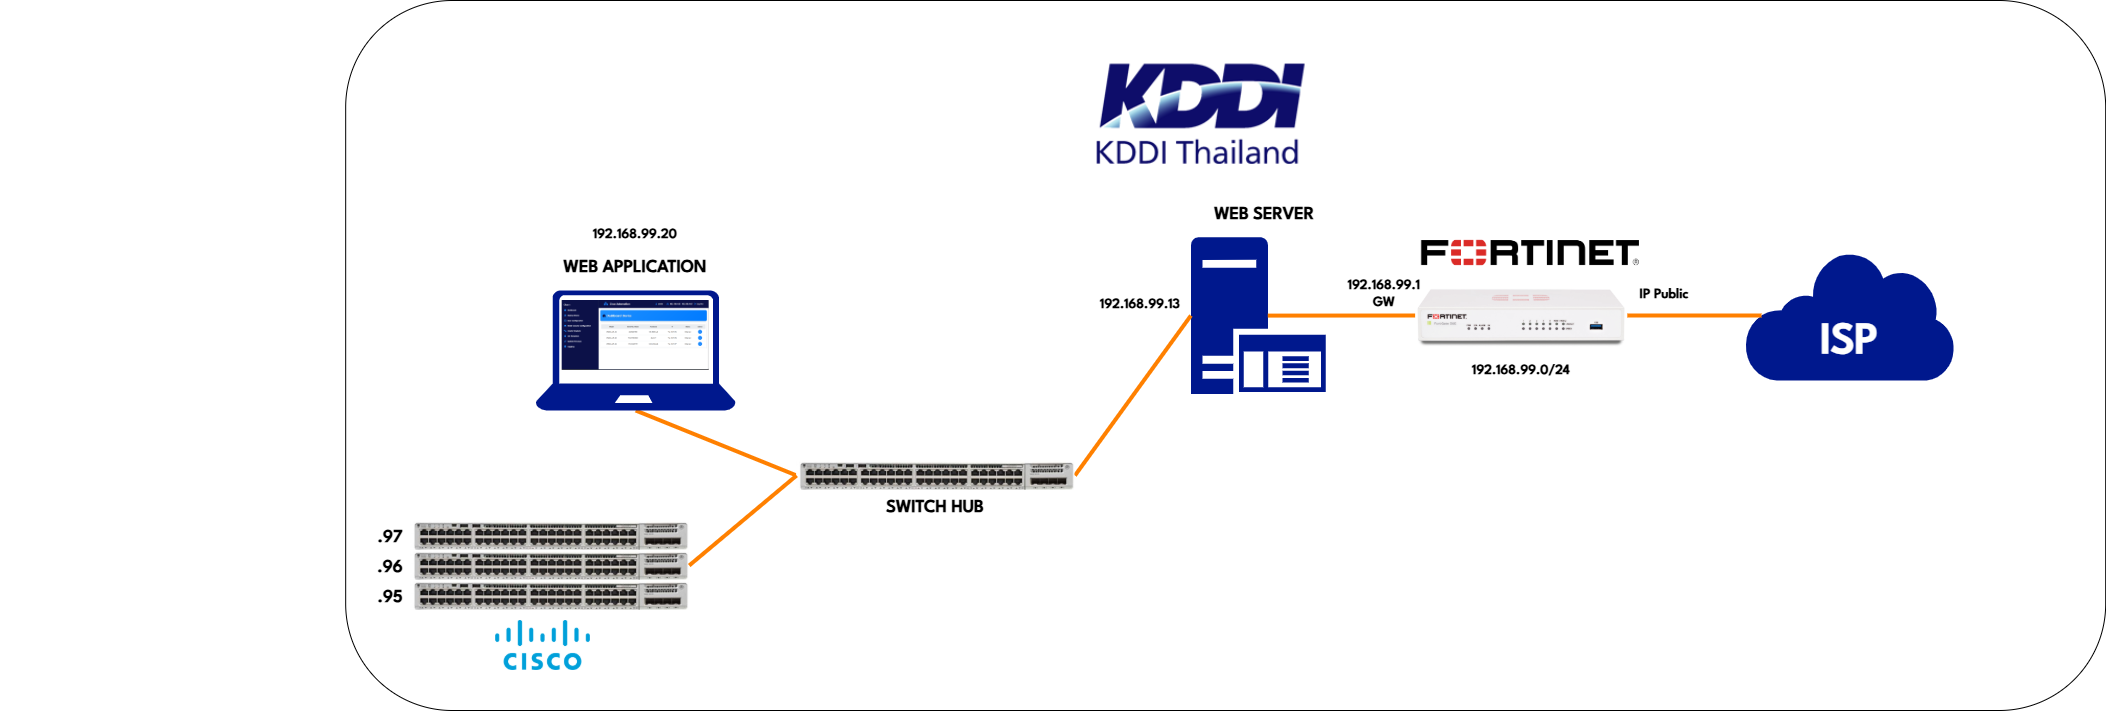 KDDI
KDDI Thailand
WEB SERVER
192.168.99.20
WEB APPLICATION
FORTINET®
192.168.99.1
GW
IP Public
192.168.99.13
FORTINET
ISP
192.168.99.0/24
SWITCH HUB
.97
.96
.95
CISCO